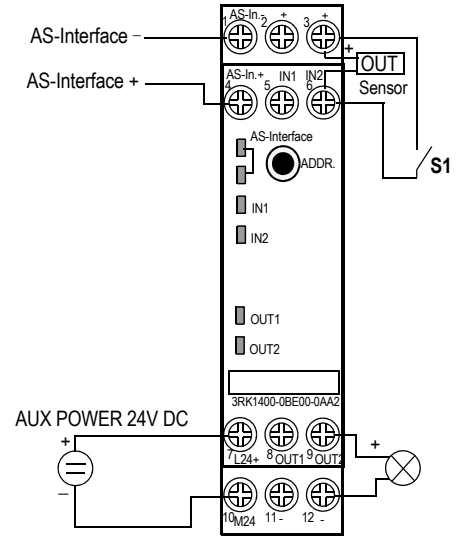 AS-In.- + +
1 2 3
AS-Interface –
+
OUT
Sensor
AS-Interface +
AS-In.+ IN1 IN2
4 5 6
AS-Interface
ADDR.
S1
IN1
IN2
OUT1
OUT2
3RK1400-0BE00-0AA2
AUX POWER 24V DC
+
7 L24+ 8 OUT1 9 OUT2
+
–
10 M24 11 - 12 -